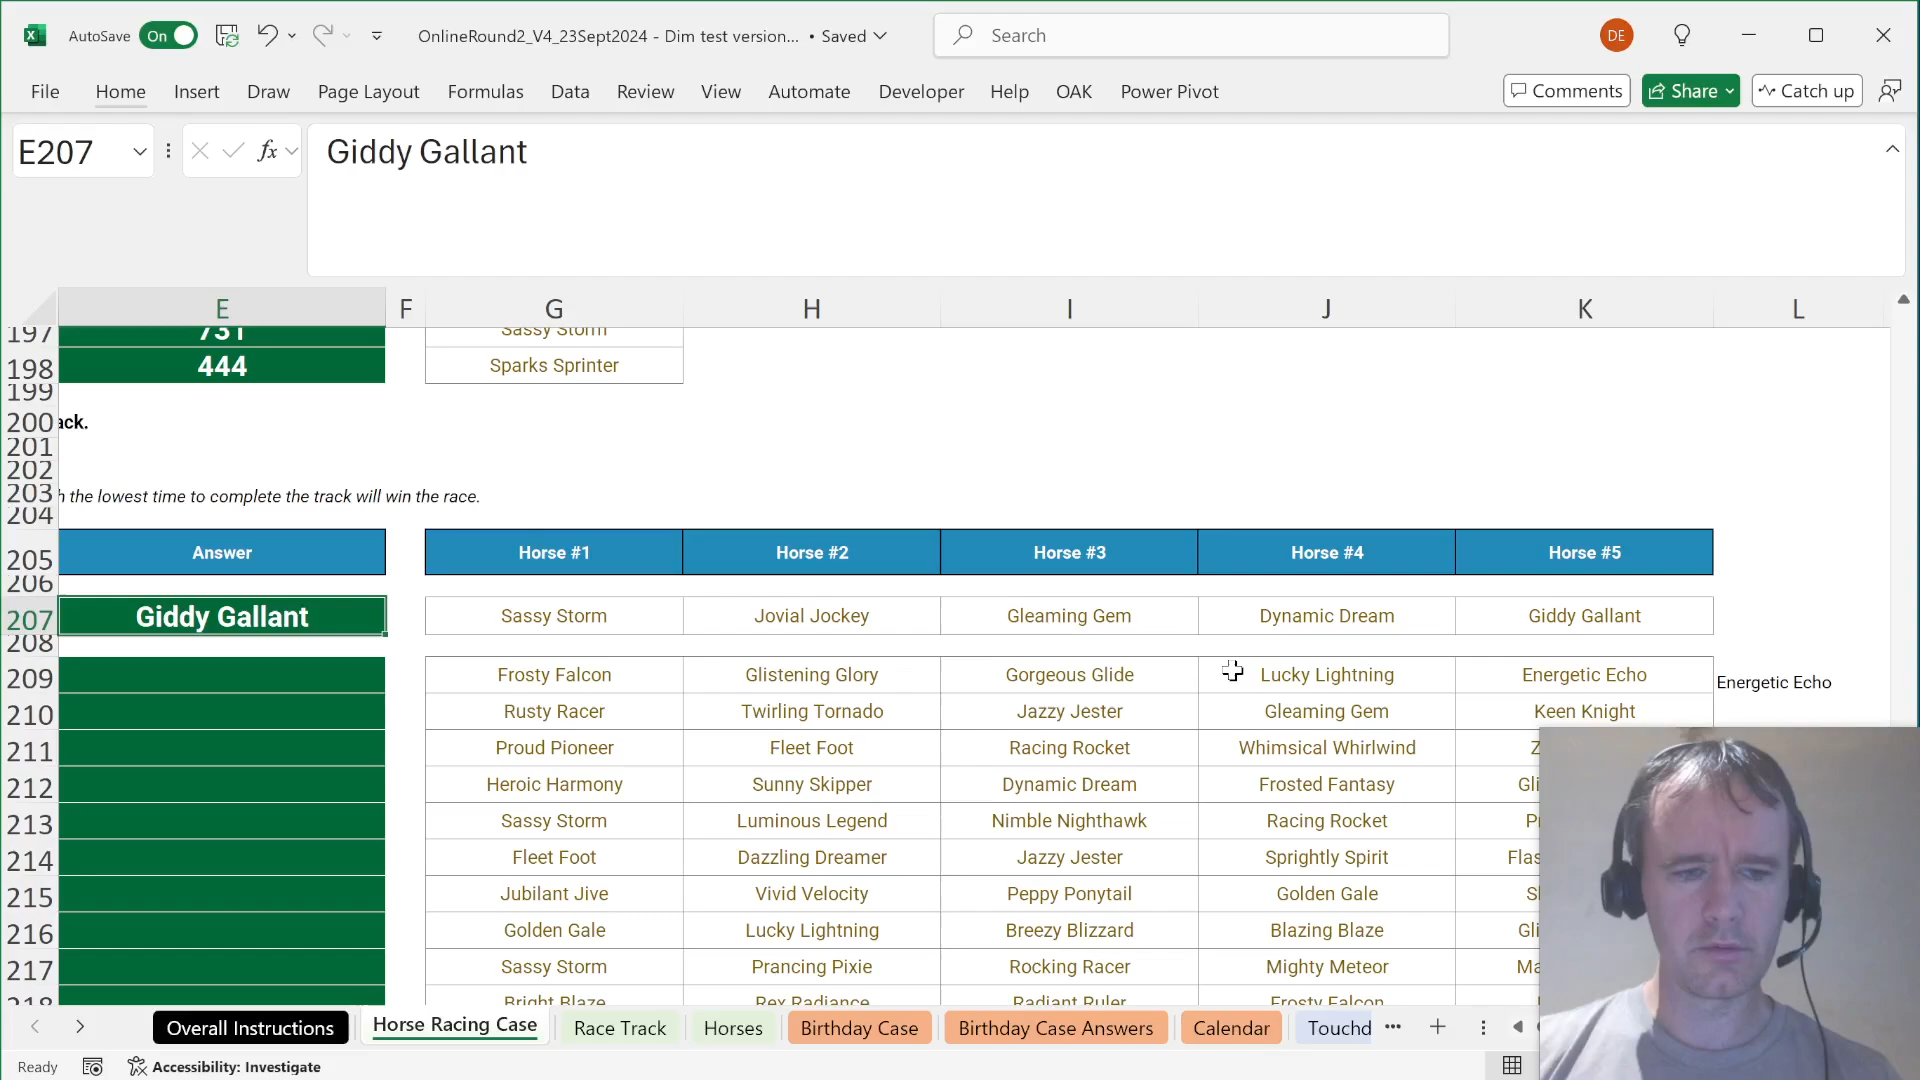 AutoSave On OnlineRound2_V4_23Sept2024 - Dim test version... • Saved Search DE
File Home Insert Draw Page Layout Formulas Data Review View Automate Developer Help OAK Power Pivot Comments Share Catch up
E207 fx Giddy Gallant
E F G H I J K L
197 731 Sassy Storm
198 444 Sparks Sprinter
199
200 ack.
201
202
203 h the lowest time to complete the track will win the race.
204
205 Answer Horse #1 Horse #2 Horse #3 Horse #4 Horse #5
206
207 Giddy Gallant Sassy Storm Jovial Jockey Gleaming Gem Dynamic Dream Giddy Gallant
208
209 Frosty Falcon Glistening Glory Gorgeous Glide Lucky Lightning Energetic Echo Energetic Echo
210 Rusty Racer Twirling Tornado Jazzy Jester Gleaming Gem Keen Knight
211 Proud Pioneer Fleet Foot Racing Rocket Whimsical Whirlwind Z
212 Heroic Harmony Sunny Skipper Dynamic Dream Frosted Fantasy Gli
213 Sassy Storm Luminous Legend Nimble Nighthawk Racing Rocket
214 Fleet Foot Dazzling Dreamer Jazzy Jester Sprightly Spirit Flas
215 Jubilant Jive Vivid Velocity Peppy Ponytail Golden Gale
216 Golden Gale Lucky Lightning Breezy Blizzard Blazing Blaze Gli
217 Sassy Storm Prancing Pixie Rocking Racer Mighty Meteor Ma
218 Bright Blaze Rex Radiance Radiant Ruler Frosty Falcon
Overall Instructions Horse Racing Case Race Track Horses Birthday Case Birthday Case Answers Calendar Touchd
Ready Accessibility: Investigate